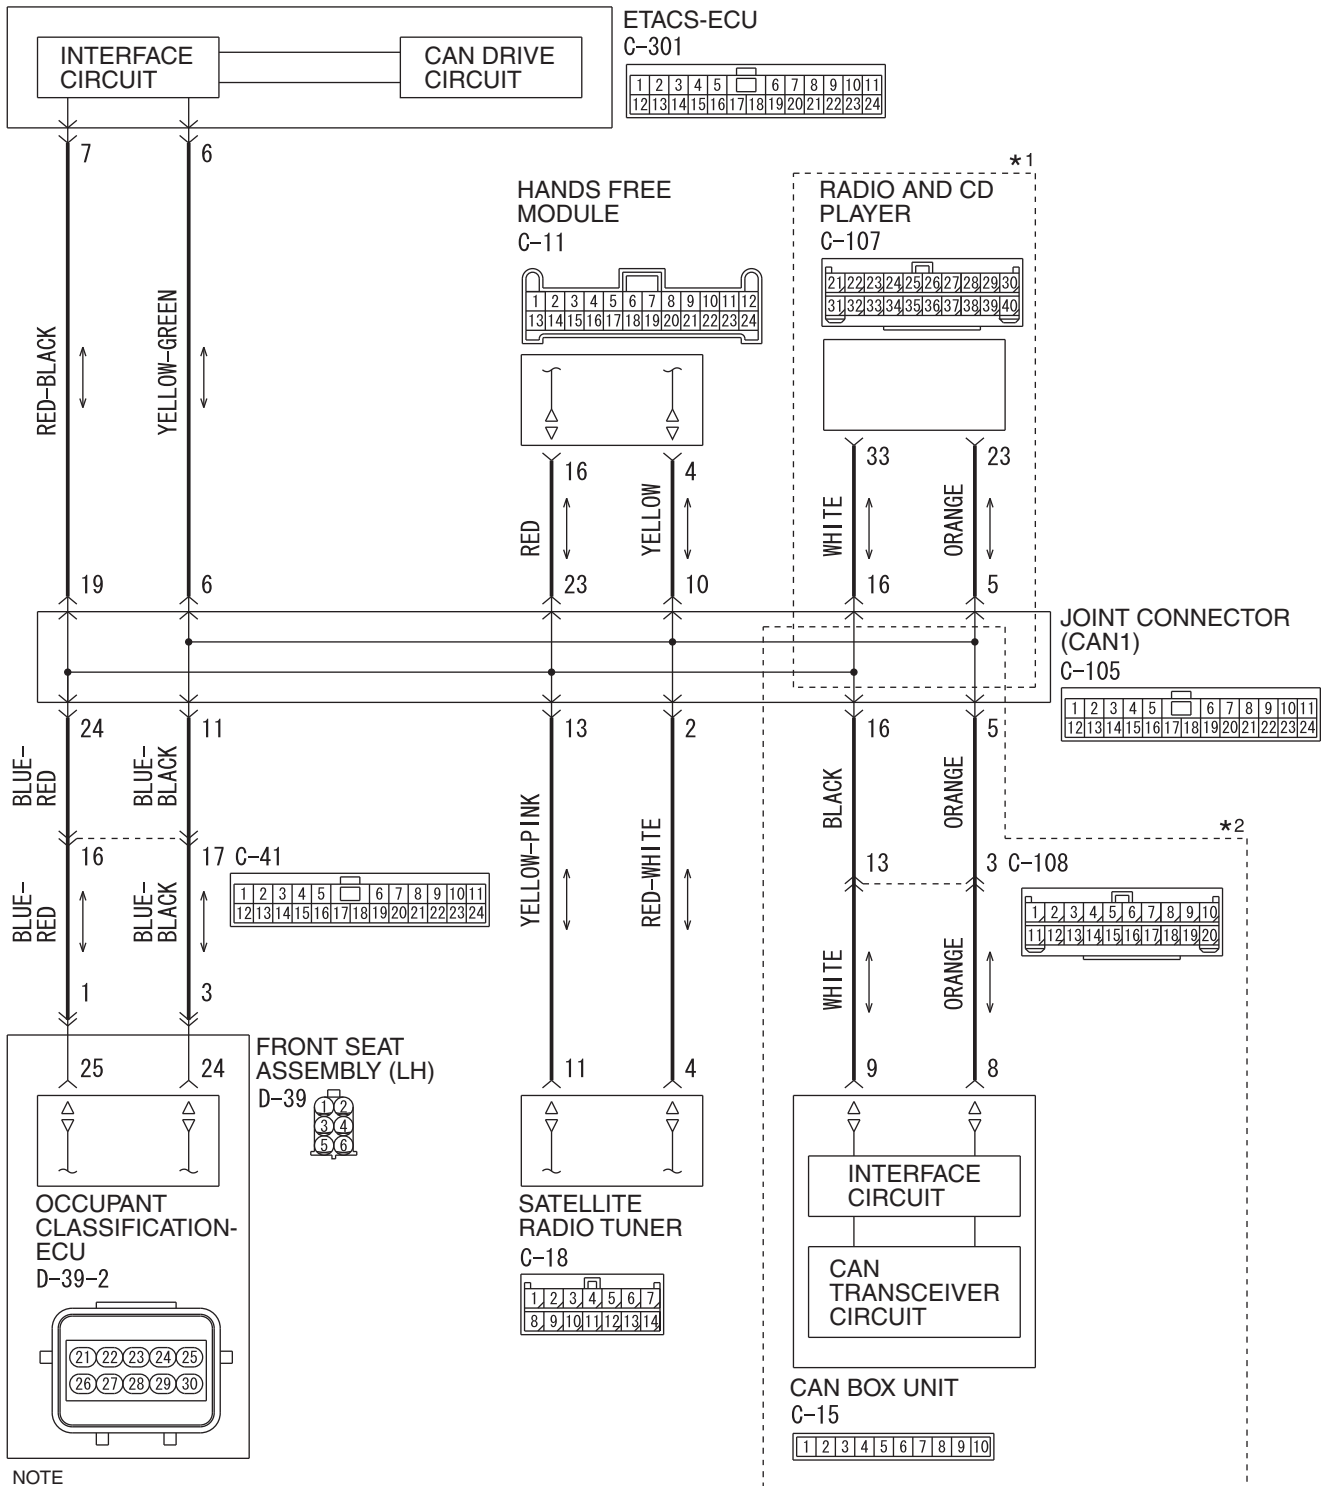 ETACS-ECU
C-301
INTERFACE
CIRCUIT
CAN DRIVE
CIRCUIT
1 2 3 4 5 6 7 8 9 10 11
12 13 14 15 16 17 18 19 20 21 22 23 24
7
6
*1
HANDS FREE
MODULE
C-11
1 2 3 4 5 6 7 8 9 10 11 12
13 14 15 16 17 18 19 20 21 22 23 24
RADIO AND CD
PLAYER
C-107
21 22 23 24 25 26 27 28 29 30
31 32 33 34 35 36 37 38 39 40
RED-BLACK
YELLOW-GREEN
16
4
33
23
RED
YELLOW
WHITE
ORANGE
19
6
23
10
16
5
JOINT CONNECTOR
(CAN1)
C-105
1 2 3 4 5 6 7 8 9 10 11
12 13 14 15 16 17 18 19 20 21 22 23 24
24
11
13
2
16
5
BLUE-
RED
BLUE-
BLACK
YELLOW-PINK
RED-WHITE
BLACK
ORANGE
*2
16
17
C-41
1 2 3 4 5 6 7 8 9 10 11
12 13 14 15 16 17 18 19 20 21 22 23 24
13
3
C-108
1 2 3 4 5 6 7 8 9 10
11 12 13 14 15 16 17 18 19 20
BLUE-
RED
BLUE-
BLACK
WHITE
ORANGE
1
3
25
24
FRONT SEAT
ASSEMBLY (LH)
D-39
1 2
3 4
5 6
11
4
9
8
OCCUPANT
CLASSIFICATION-
ECU
D-39-2
21 22 23 24 25
26 27 28 29 30
SATELLITE
RADIO TUNER
C-18
1 2 3 4 5 6 7
8 9 10 11 12 13 14
INTERFACE
CIRCUIT
CAN
TRANSCEIVER
CIRCUIT
CAN BOX UNIT
C-15
1 2 3 4 5 6 7 8 9 10
NOTE